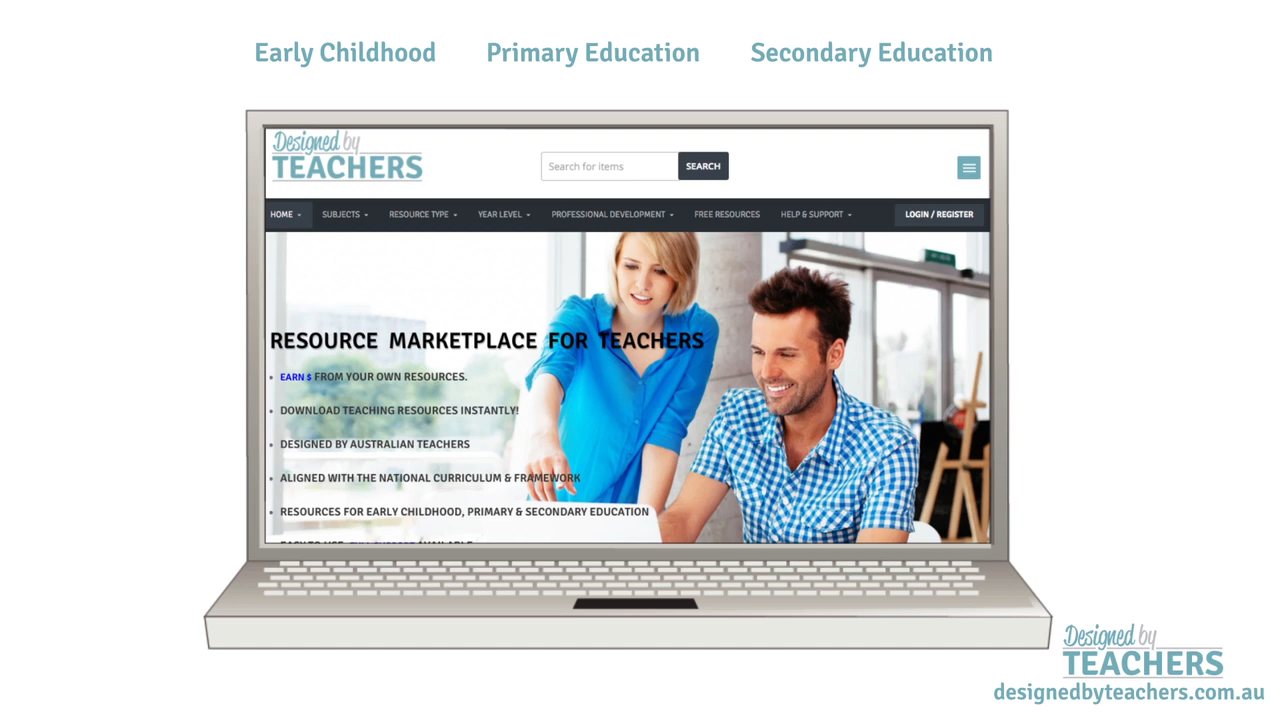 Early Childhood Primary Education Secondary Education
Designed by
TEACHERS
Search for items SEARCH
HOME SUBJECTS RESOURCE TYPE YEAR LEVEL PROFESSIONAL DEVELOPMENT FREE RESOURCES HELP & SUPPORT LOGIN / REGISTER
RESOURCE MARKETPLACE FOR TEACHERS
• EARN $ FROM YOUR OWN RESOURCES.
• DOWNLOAD TEACHING RESOURCES INSTANTLY!
• DESIGNED BY AUSTRALIAN TEACHERS
• ALIGNED WITH THE NATIONAL CURRICULUM & FRAMEWORK
• RESOURCES FOR EARLY CHILDHOOD, PRIMARY & SECONDARY EDUCATION
Designed by
TEACHERS
designedbyteachers.com.au